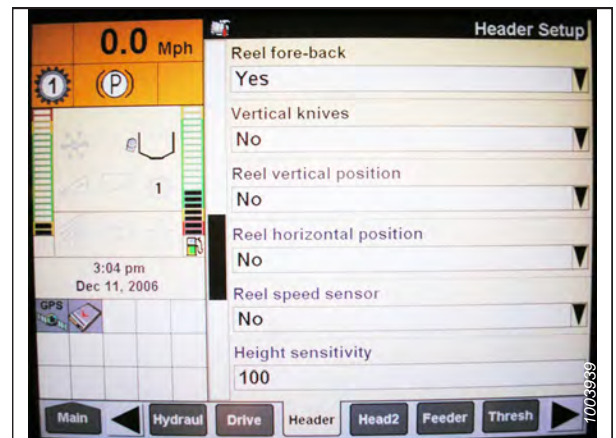 0.0 Mph
1
(P)
1
3:04 pm
Dec 11, 2006
GPS
Header Setup
Reel fore-back
Yes
Vertical knives
No
Reel vertical position
No
Reel horizontal position
No
Reel speed sensor
No
Height sensitivity
100
Main
Hydraul
Drive
Header
Head2
Feeder
Thresh
1003939